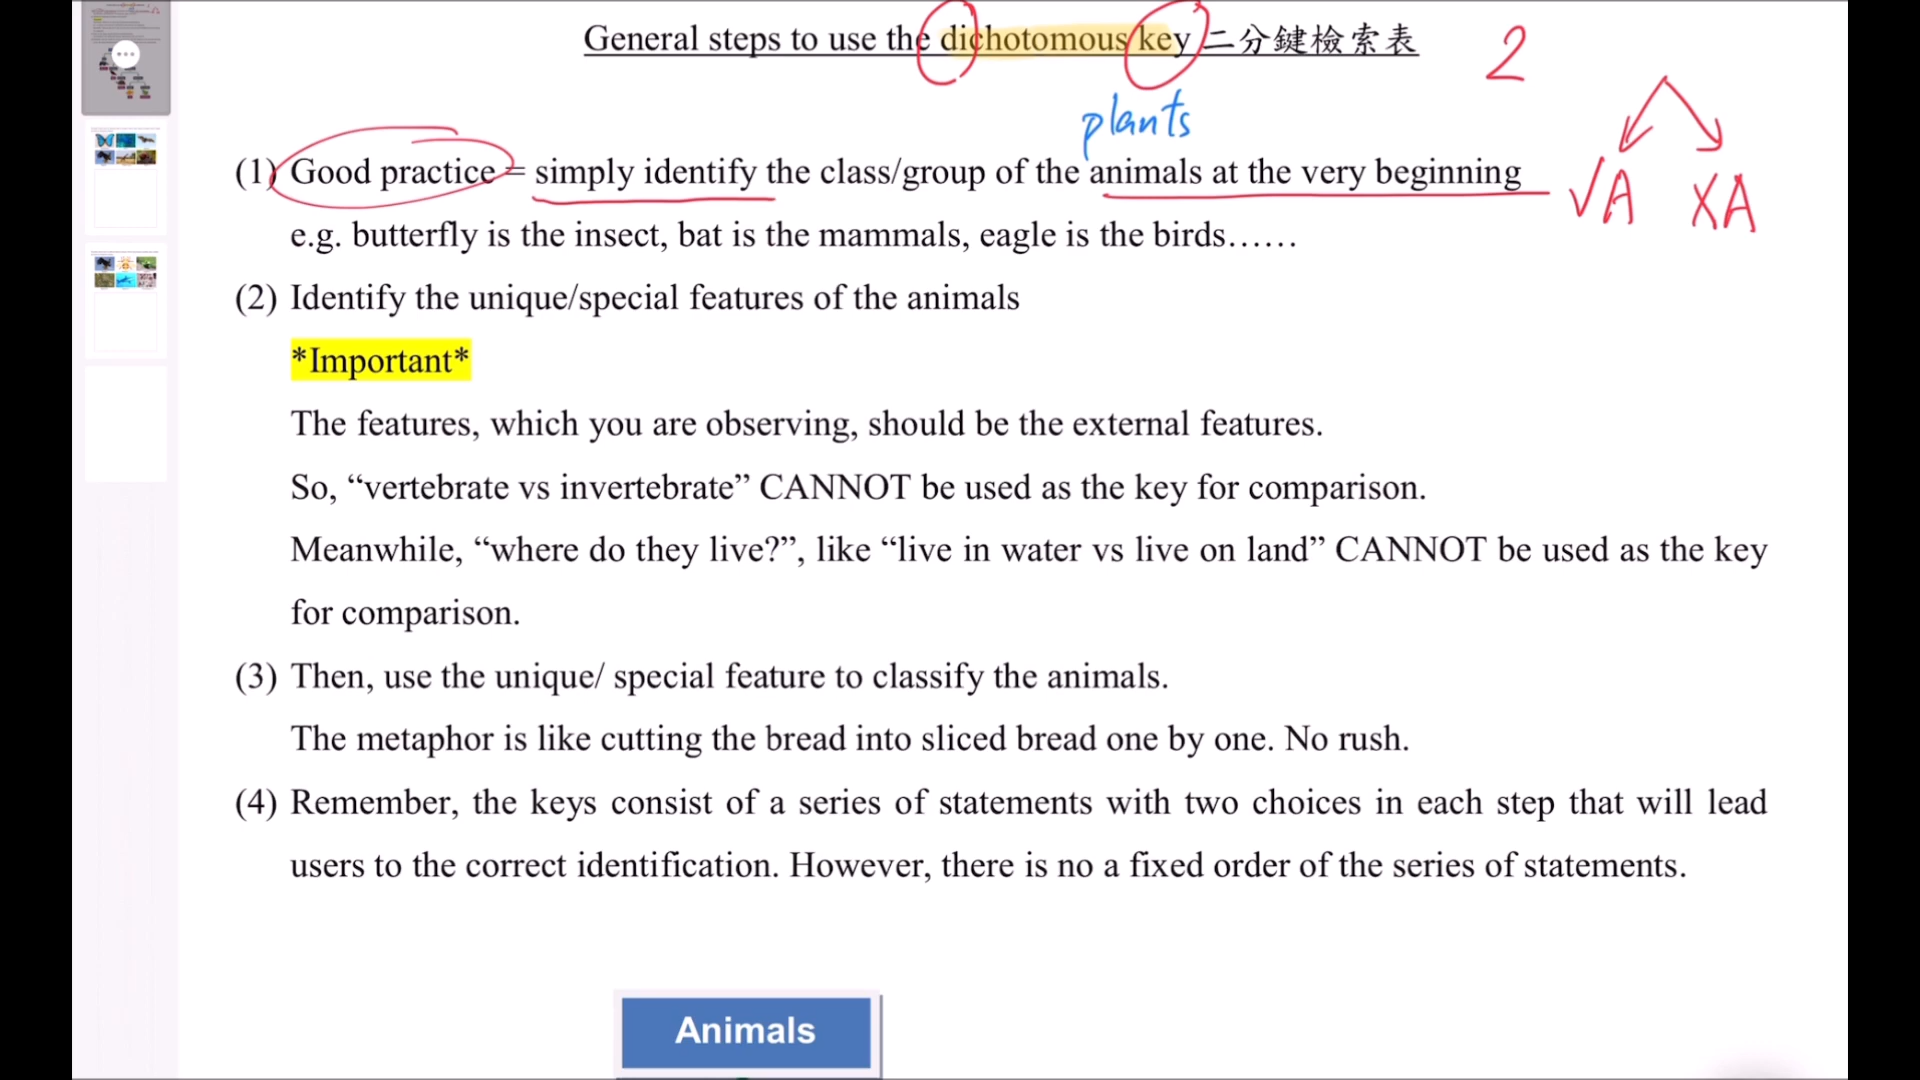 General steps to use the dichotomous key 二分鍵檢索表
2
plants
(1) Good practice = simply identify the class/group of the animals at the very beginning
√A XA
e.g. butterfly is the insect, bat is the mammals, eagle is the birds……
(2) Identify the unique/special features of the animals
*Important*
The features, which you are observing, should be the external features.
So, “vertebrate vs invertebrate” CANNOT be used as the key for comparison.
Meanwhile, “where do they live?”, like “live in water vs live on land” CANNOT be used as the key
for comparison.
(3) Then, use the unique/ special feature to classify the animals.
The metaphor is like cutting the bread into sliced bread one by one. No rush.
(4) Remember, the keys consist of a series of statements with two choices in each step that will lead
users to the correct identification. However, there is no a fixed order of the series of statements.
Animals